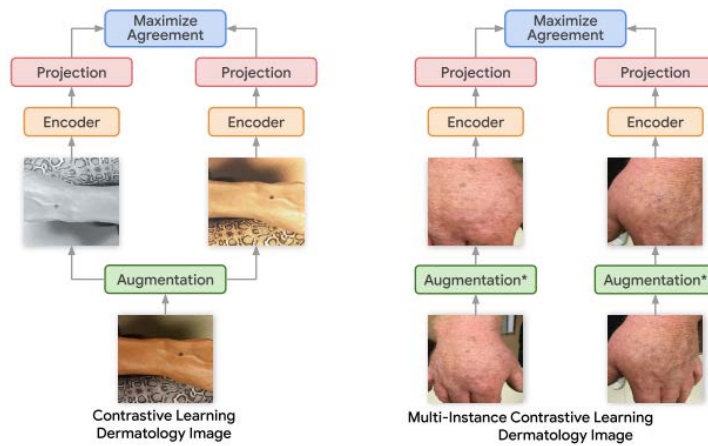 Maximize
Agreement
Projection
Projection
Encoder
Encoder
Augmentation
Contrastive Learning
Dermatology Image
Maximize
Agreement
Projection
Projection
Encoder
Encoder
Augmentation*
Augmentation*
Multi-Instance Contrastive Learning
Dermatology Image